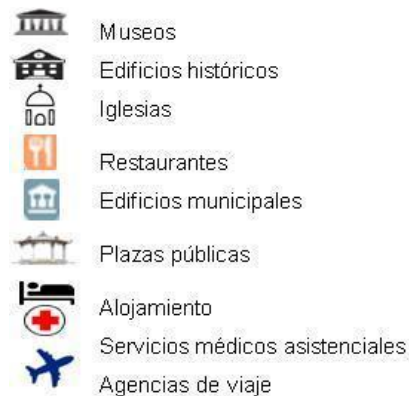 Museos
Edificios históricos
Iglesias
Restaurantes
Edificios municipales
Plazas públicas
Alojamiento
Servicios médicos asistenciales
Agencias de viaje